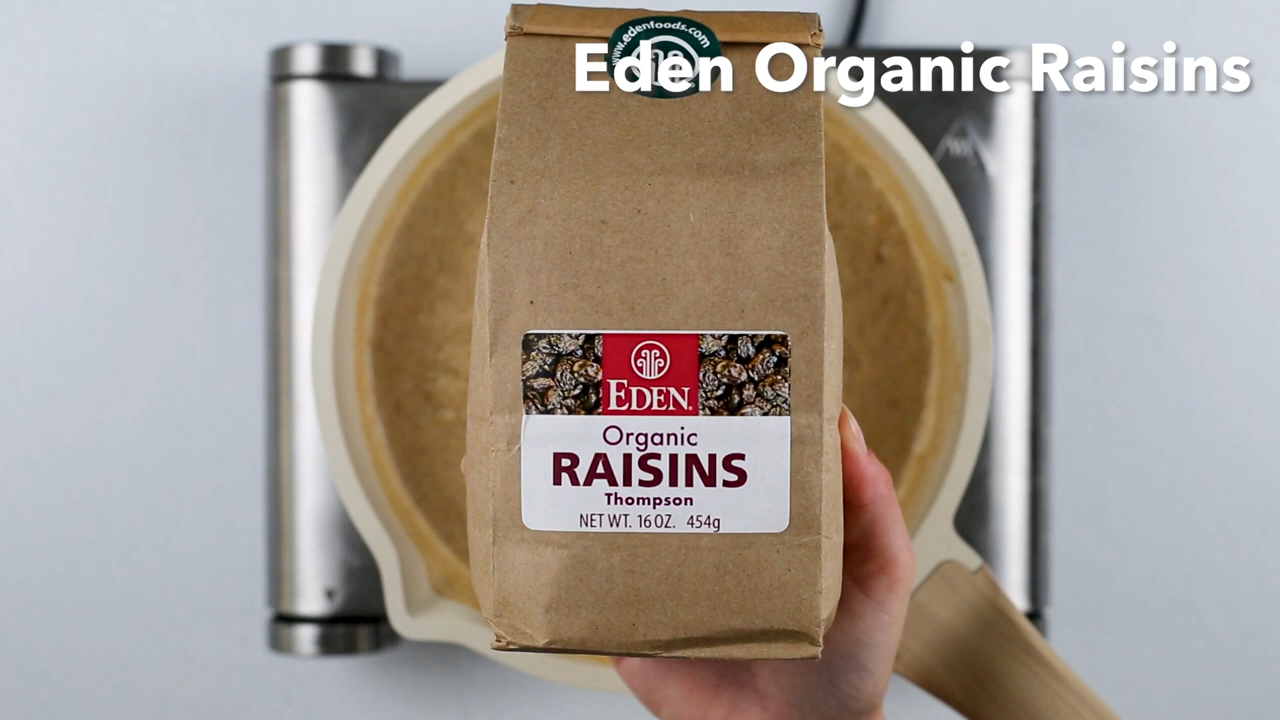 Eden Organic Raisins
www.edenfoods.com
EDEN®
Organic
RAISINS
Thompson
NET WT. 16 OZ. 454g